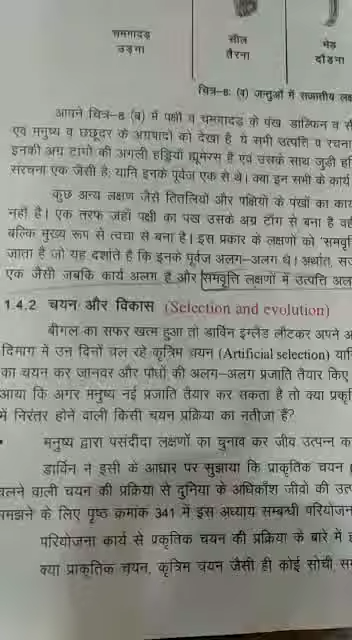 चमगादड़ सील भेड़
उड़ना तैरना दौड़ना
चित्र-8: (ब) जन्तुओं में सजातीय लक्ष
आपने चित्र-8 (ब) में पक्षी व चमगादड़ के पंख डाल्फिन व सी
एवं मनुष्य व छछूंदर के अग्रपादों को देखा है ये सभी उत्पत्ति व रचना
इनकी अग्र टांगों की अगली हड्डियां ह्यूमेरस है एवं उसके साथ जुड़ी हडि
संरचना एक जैसी है; यानि इनके पूर्वज एक से थे। क्या इन सभी के कार्य
कुछ अन्य लक्षण जैसे तितलियों और पक्षियों के पंखों का कार्य
नहीं है। एक तरफ जहाँ पक्षी का पंख उसके अग्र टाँग से बना है वही
बल्कि मुख्य रूप से त्वचा से बना है। इस प्रकार के लक्षणों को 'समवृत्ति
जाता है जो यह दर्शाते है कि इनके पूर्वज अलग-अलग थे। अर्थात्, सज
एक जैसी जबकि कार्य अलग है और समवृत्ति लक्षणों में उत्पत्ति अल
1.4.2 चयन और विकास (Selection and evolution)
बीगल का सफर खत्म हुआ तो डार्विन इंग्लैंड लौटकर अपने अ
दिमाग में उन दिनों चल रहे कृत्रिम चयन (Artificial selection) यानि
का चयन कर जानवर और पौधों की अलग-अलग प्रजाति तैयार किए
आया कि अगर मनुष्य नई प्रजाति तैयार कर सकता है तो क्या प्रकृति
में निरंतर होने वाली किसी चयन प्रक्रिया का नतीजा हैं?
मनुष्य द्वारा पसंदीदा लक्षणों का चुनाव कर जीव उत्पन्न क
डार्विन ने इसी के आधार पर सुझाया कि प्राकृतिक चयन
चलने वाली चयन की प्रक्रिया से दुनिया के अधिकाँश जीवों की उत्प
समझने के लिए पृष्ठ क्रमांक 341 में इस अध्याय सम्बन्धी परियोजन
परियोजना कार्य से प्रकृतिक चयन की प्रक्रिया के बारे में ह
क्या प्राकृतिक चयन, कृत्रिम चयन जैसी ही कोई सोची, सम